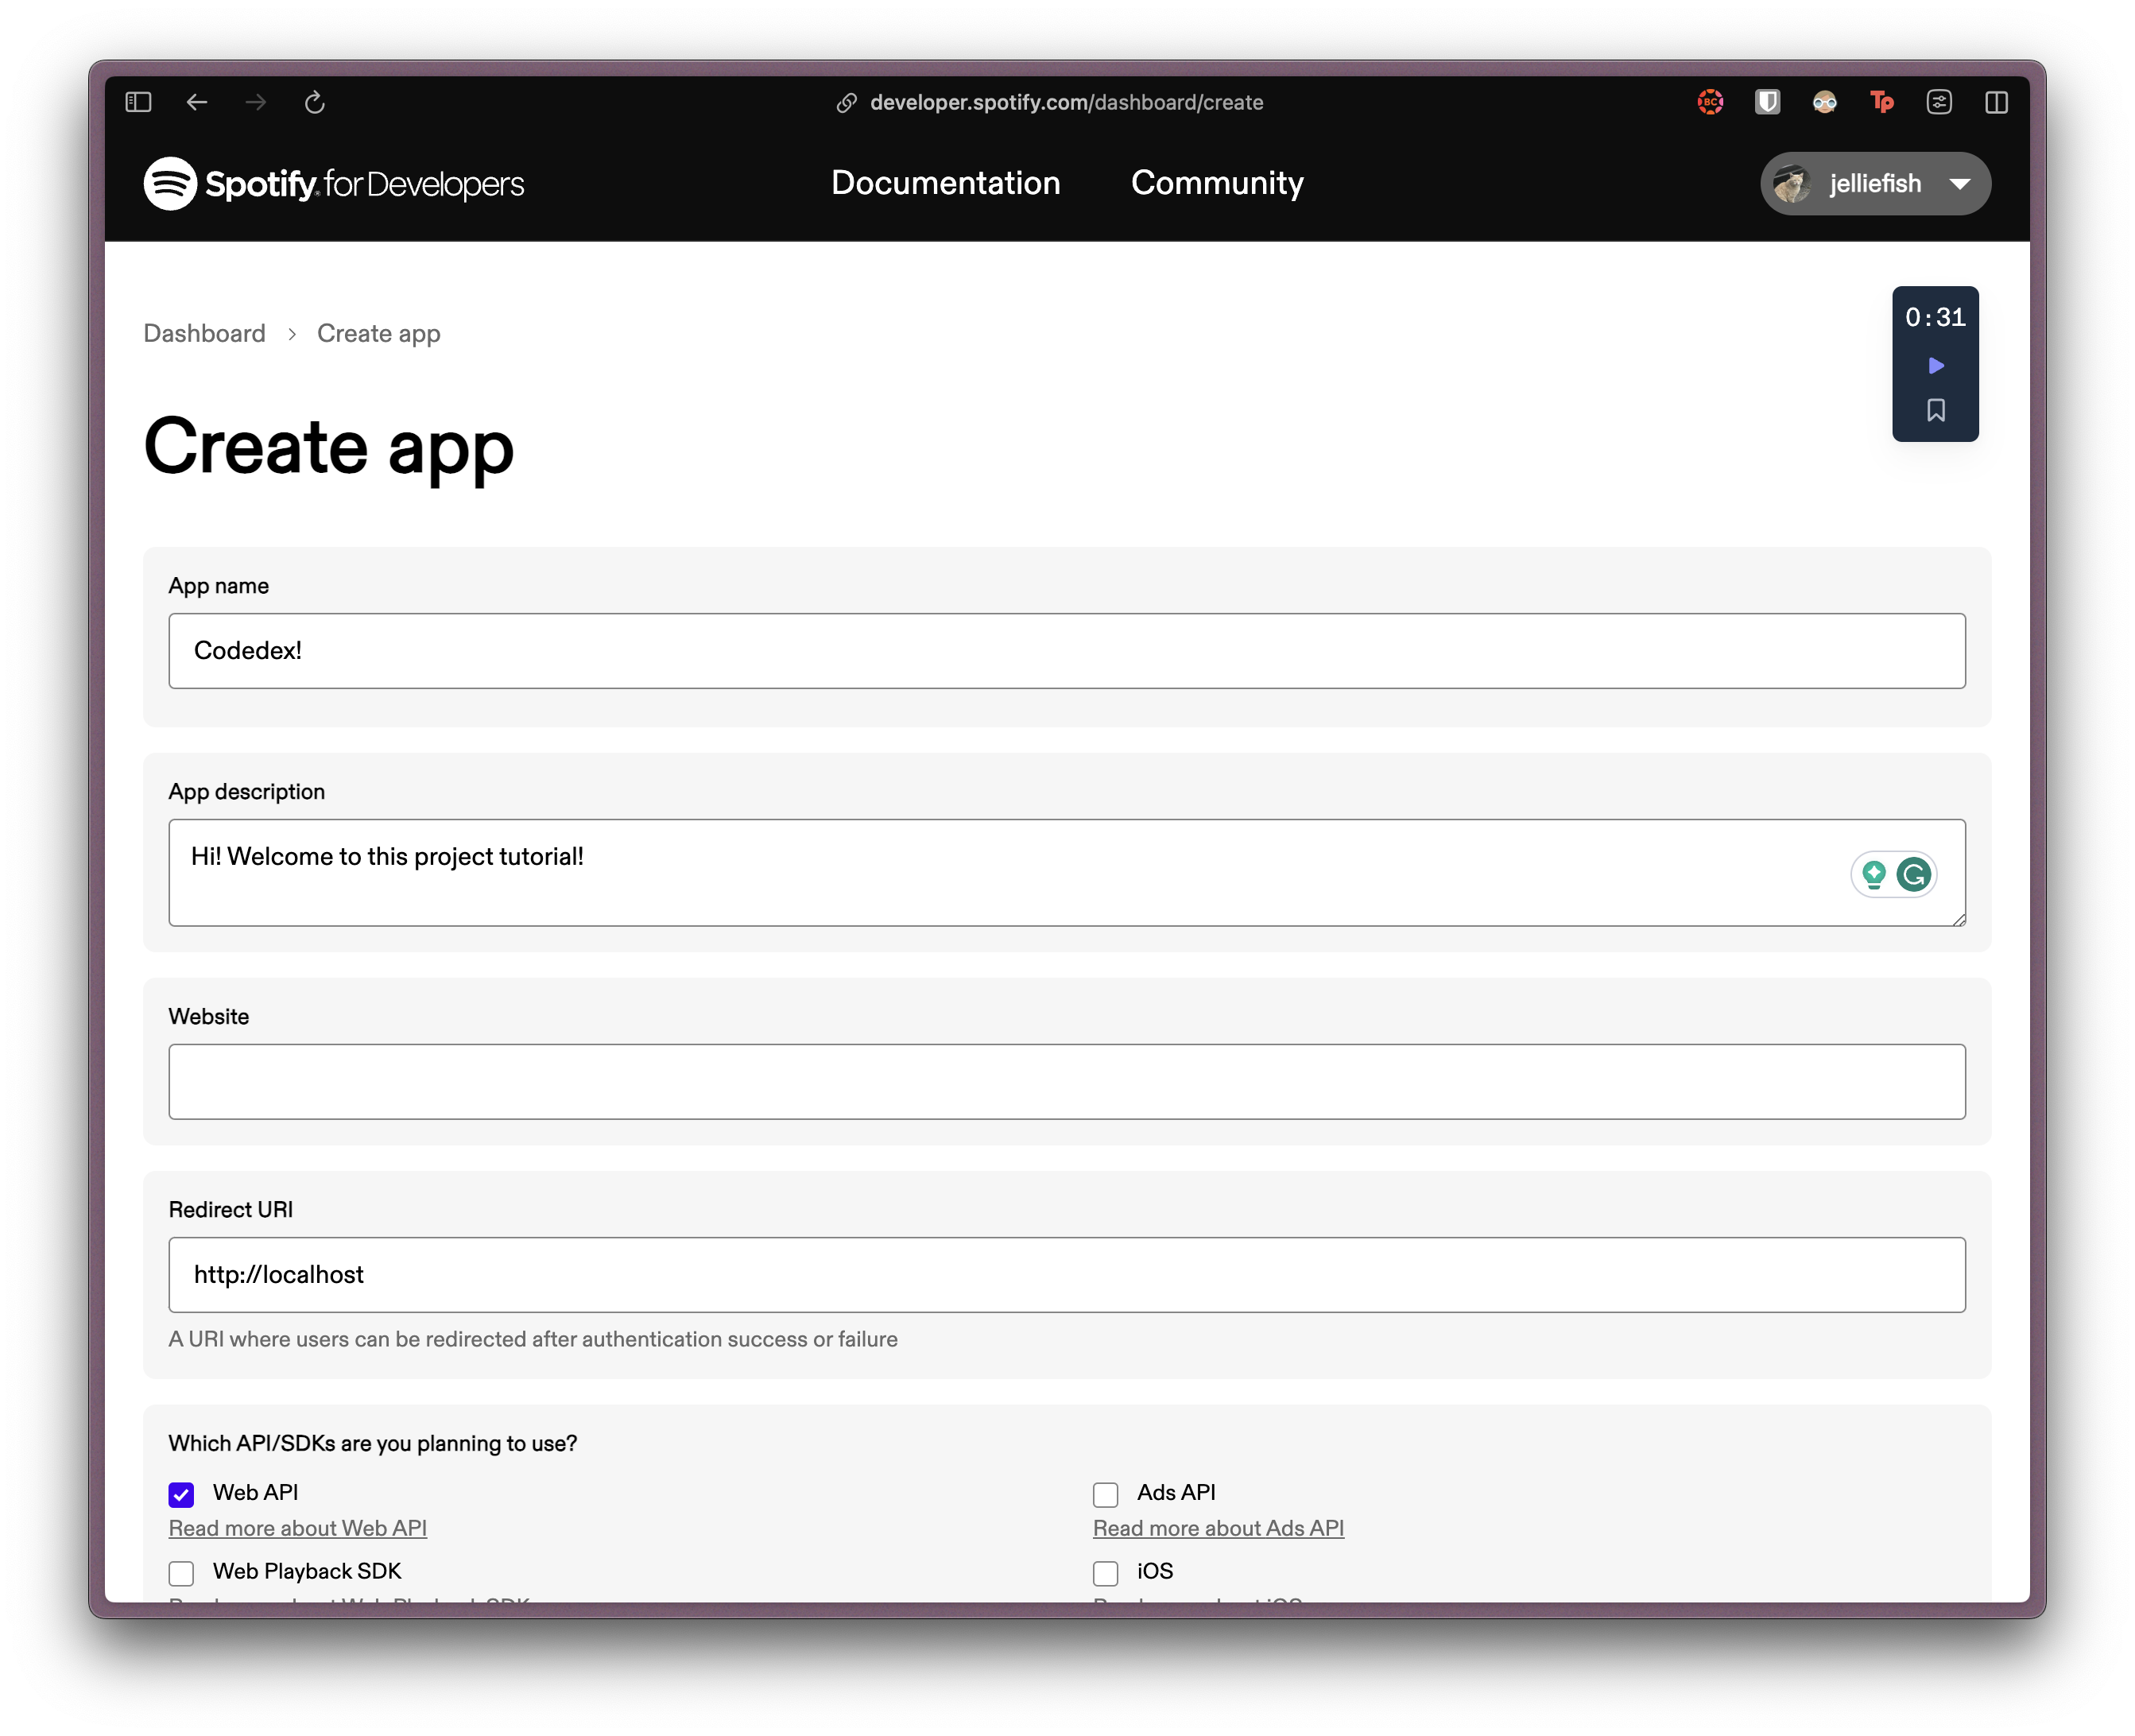 developer.spotify.com/dashboard/create
BC
Tp
Spotify for Developers
Documentation
Community
jelliefish
0:31
Dashboard > Create app
Create app
App name
Codedex!
App description
Hi! Welcome to this project tutorial!
Website
Redirect URI
http://localhost
A URI where users can be redirected after authentication success or failure
Which API/SDKs are you planning to use?
Web API
Ads API
Read more about Web API
Read more about Ads API
Web Playback SDK
iOS